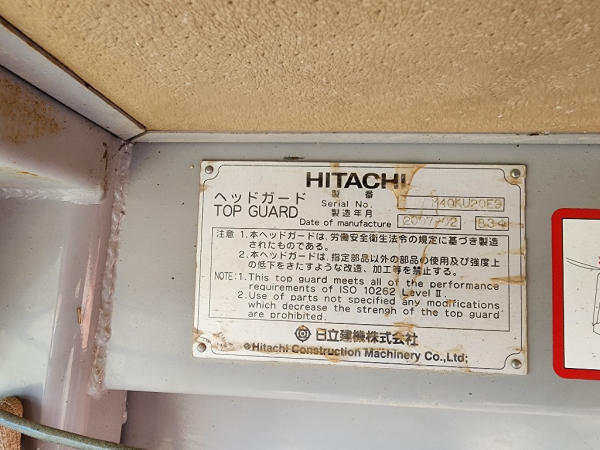 HITACHI
ヘッドガード
TOP GUARD
製番
Serial No. M4QKU20E9
製造年月
Date of manufacture 2007, 02 834
注意 1.本ヘッドガードは、労働安全衛生法令の規定に基づき製造
されたものである。
2.本ヘッドガードは、指定部品以外の部品の使用及び強度上
の低下をきたすような改造、加工等を禁止する。
NOTE:1.This top guard meets all of the performance
requirements of ISO 10262 Level II.
2.Use of parts not specified any modifications
which decrease the strengh of the top guard
are prohibited.
日立建機株式会社
Hitachi Construction Machinery Co.,Ltd;